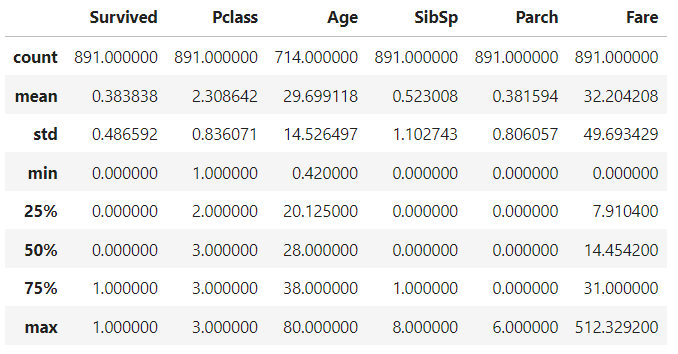 Survived Pclass Age SibSp Parch Fare
count 891.000000 891.000000 714.000000 891.000000 891.000000 891.000000
mean 0.383838 2.308642 29.699118 0.523008 0.381594 32.204208
std 0.486592 0.836071 14.526497 1.102743 0.806057 49.693429
min 0.000000 1.000000 0.420000 0.000000 0.000000 0.000000
25% 0.000000 2.000000 20.125000 0.000000 0.000000 7.910400
50% 0.000000 3.000000 28.000000 0.000000 0.000000 14.454200
75% 1.000000 3.000000 38.000000 1.000000 0.000000 31.000000
max 1.000000 3.000000 80.000000 8.000000 6.000000 512.329200